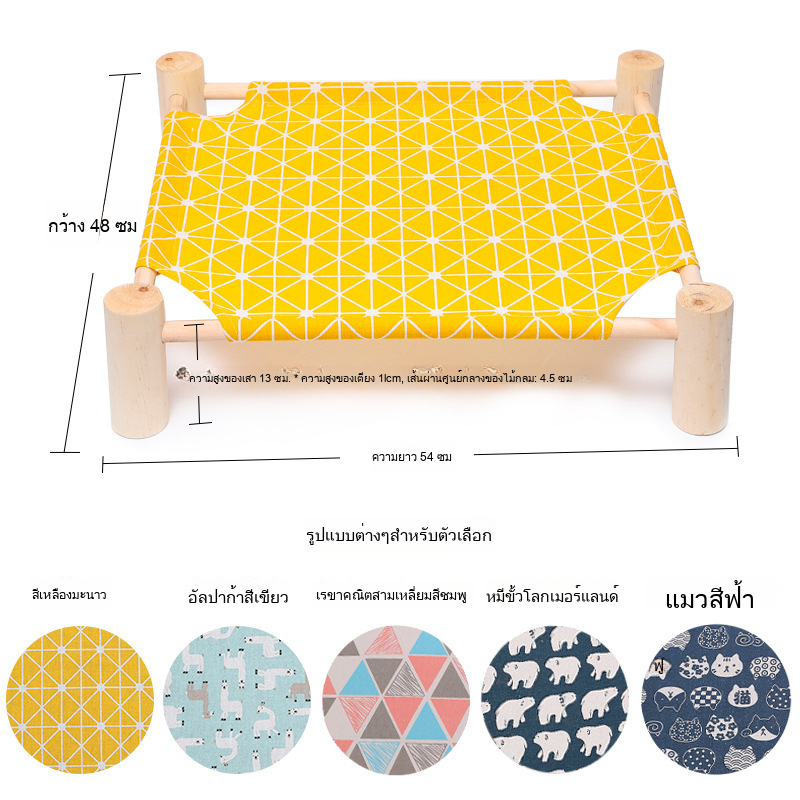 กว้าง 48 ซม
ความสูงของเสา 13 ซม. * ความสูงของเตียง 1lcm, เส้นผ่านศูนย์กลางของไม้กลม: 4.5 ซม
ความยาว 54 ซม
รูปแบบต่างๆสำหรับตัวเลือก
สีเหลืองมะนาว
อัลปาก้าสีเขียว
เรขาคณิตสามเหลี่ยมสีชมพู
หมีขั้วโลกเมอร์แลนด์
แมวสีฟ้า
猫